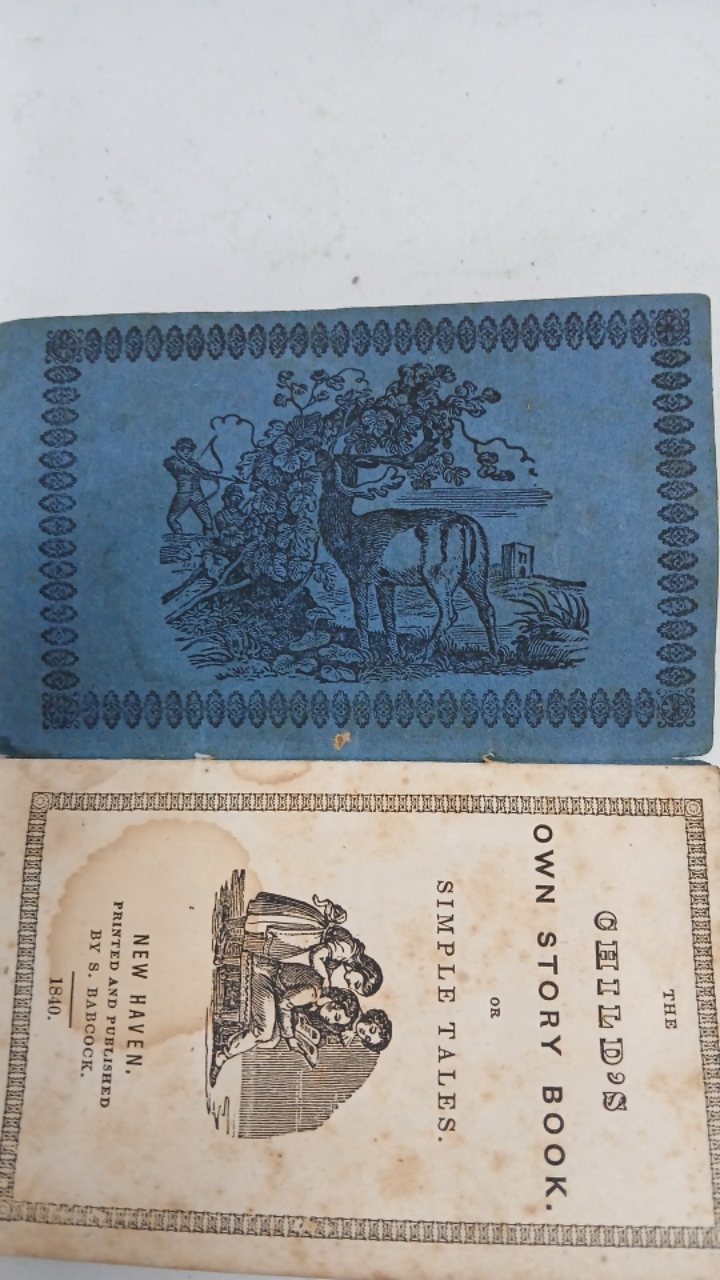 THE
CHILD'S
OWN STORY BOOK.
OR
SIMPLE TALES.
NEW HAVEN.
PRINTED AND PUBLISHED
BY S. BABCOCK.
1840.